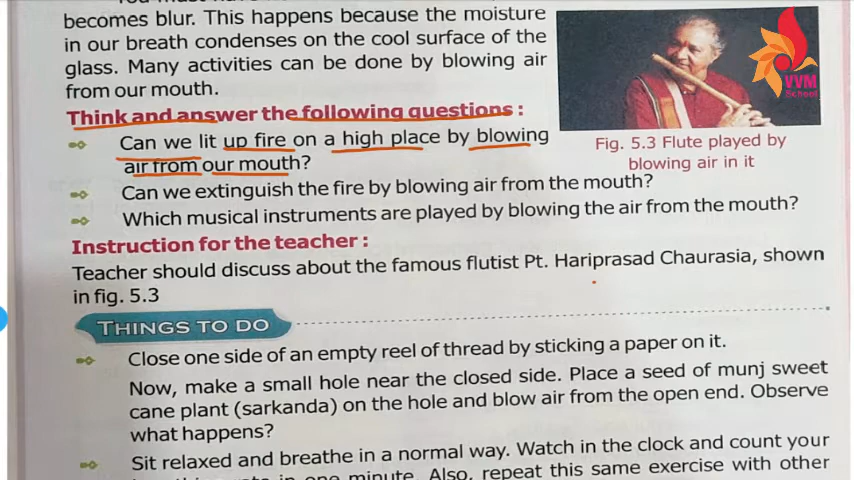 becomes blur. This happens because the moisture
in our breath condenses on the cool surface of the
glass. Many activities can be done by blowing air
from our mouth.
Think and answer the following questions :
Can we lit up fire on a high place by blowing
air from our mouth?
Fig. 5.3 Flute played by
blowing air in it
Can we extinguish the fire by blowing air from the mouth?
Which musical instruments are played by blowing the air from the mouth?
Instruction for the teacher :
Teacher should discuss about the famous flutist Pt. Hariprasad Chaurasia, shown
in fig. 5.3
THINGS TO DO
Close one side of an empty reel of thread by sticking a paper on it.
Now, make a small hole near the closed side. Place a seed of munj sweet
cane plant (sarkanda) on the hole and blow air from the open end. Observe
what happens?
Sit relaxed and breathe in a normal way. Watch in the clock and count your
in one minute. Also, repeat this same exercise with other
VVM
School